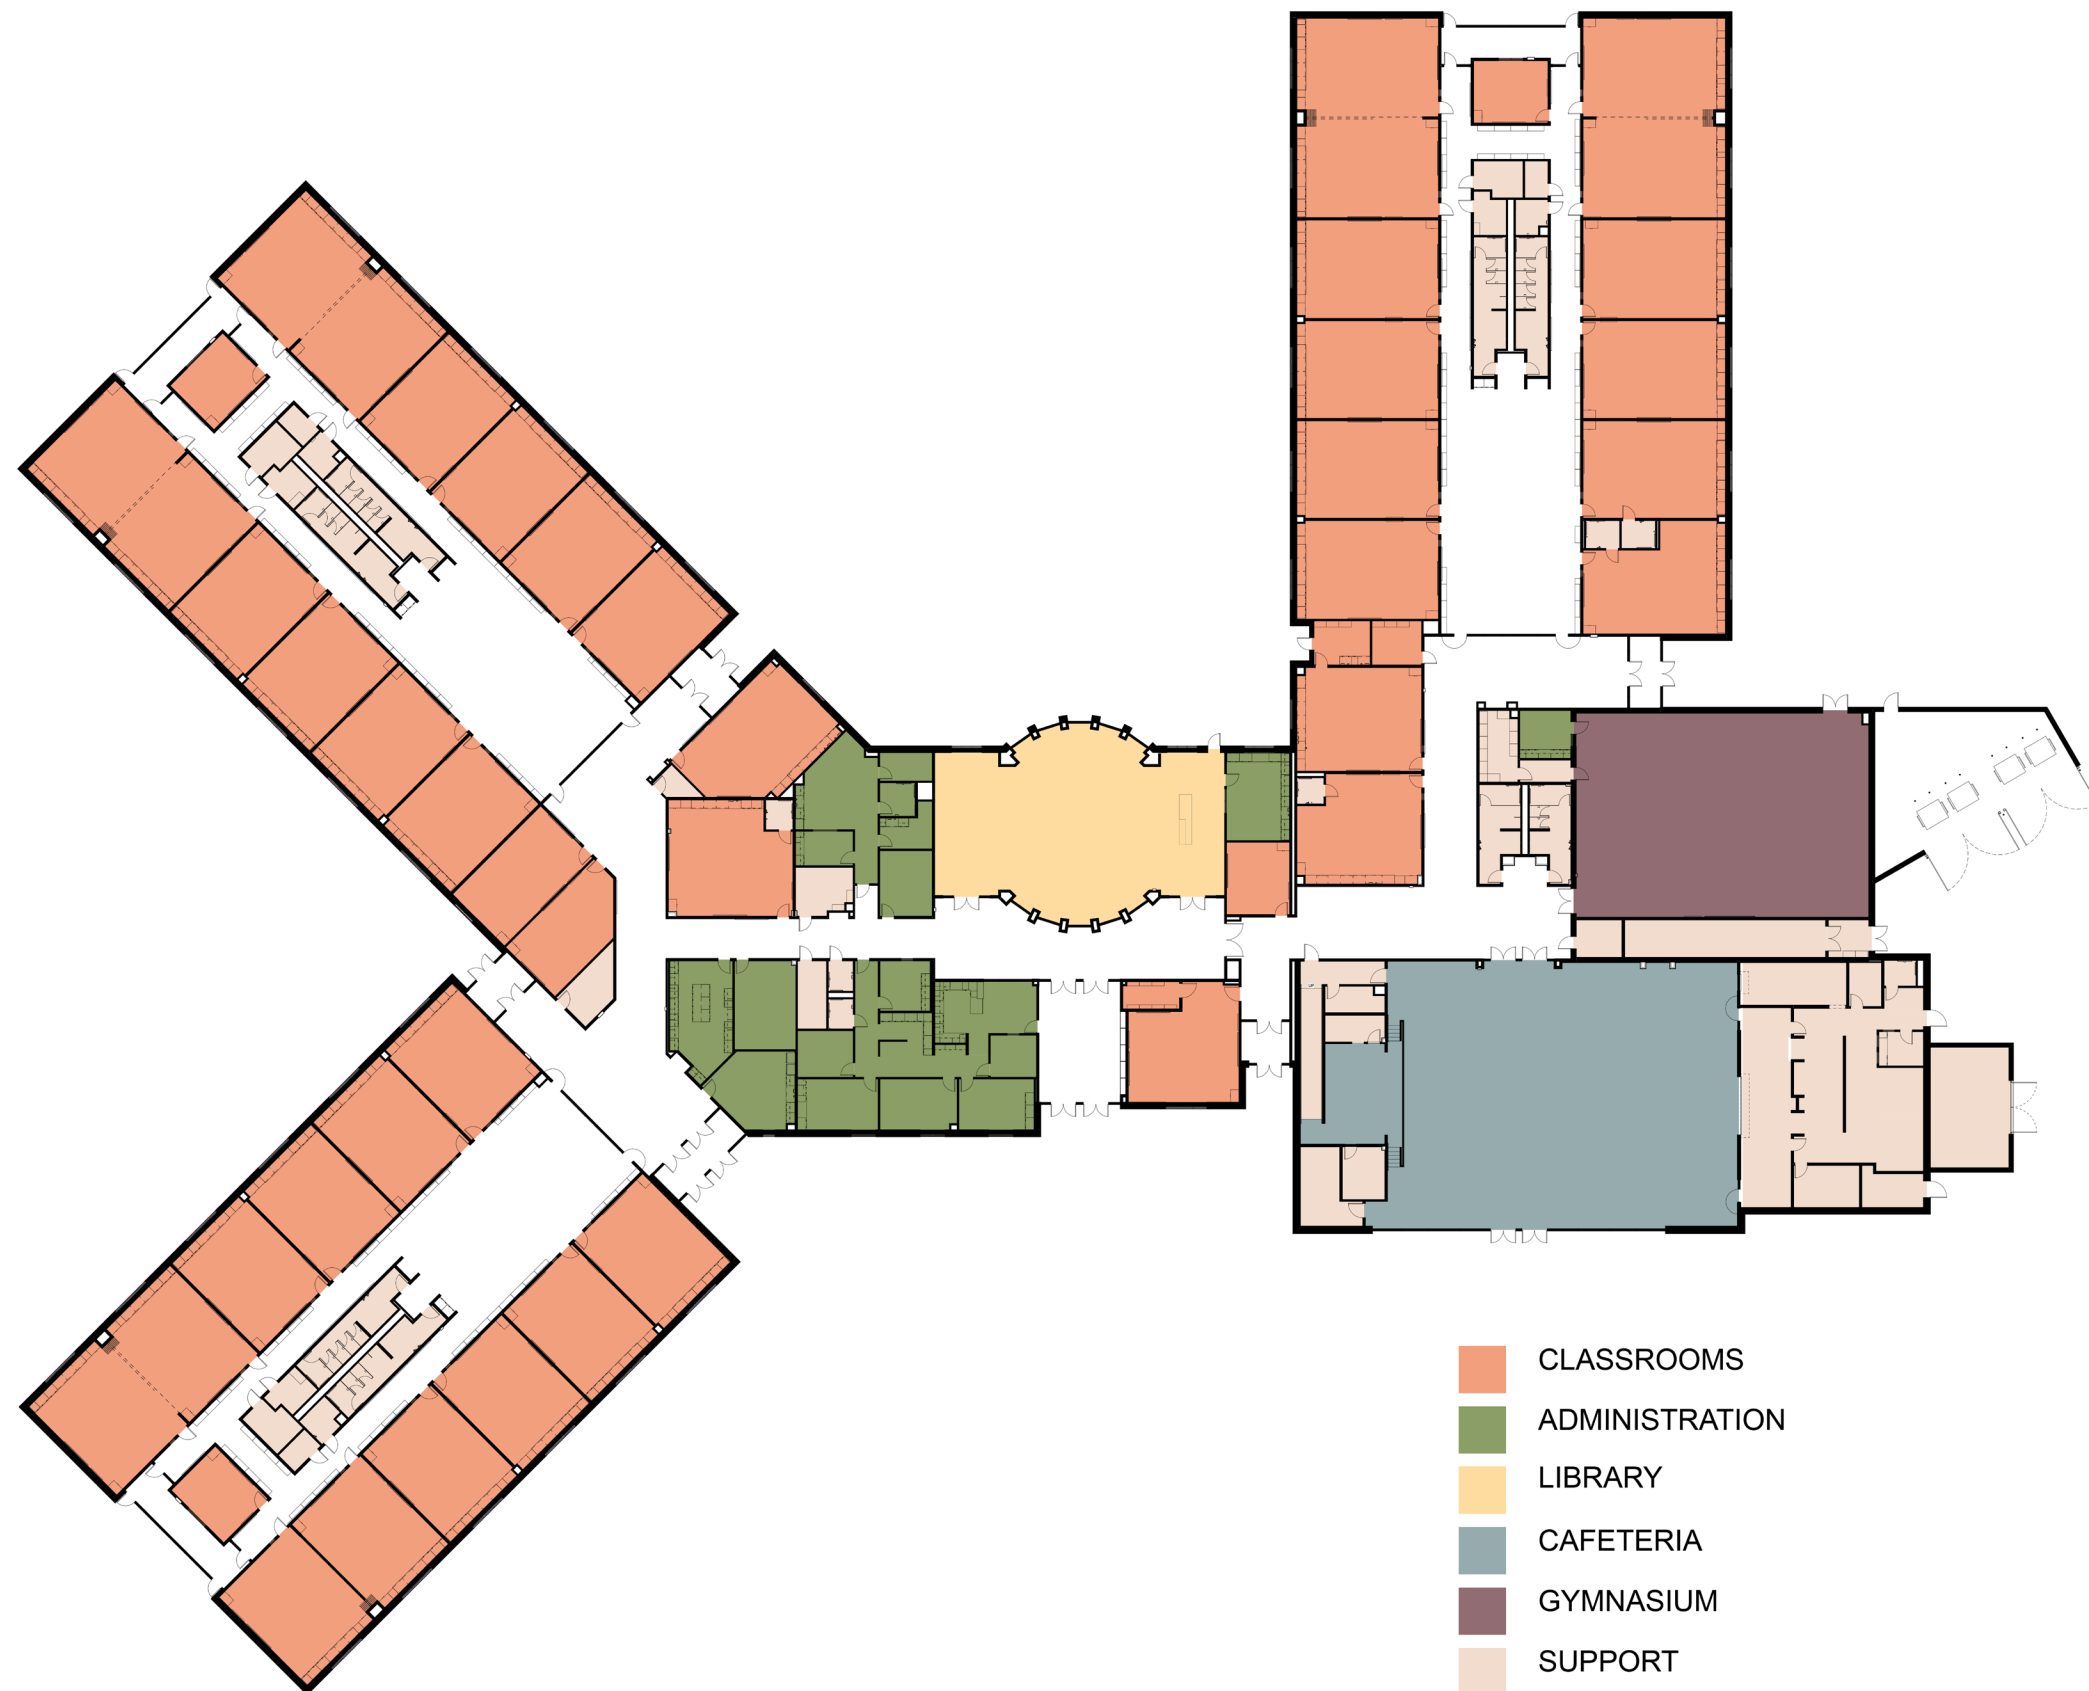 CLASSROOMS
ADMINISTRATION
LIBRARY
CAFETERIA
GYMNASIUM
SUPPORT